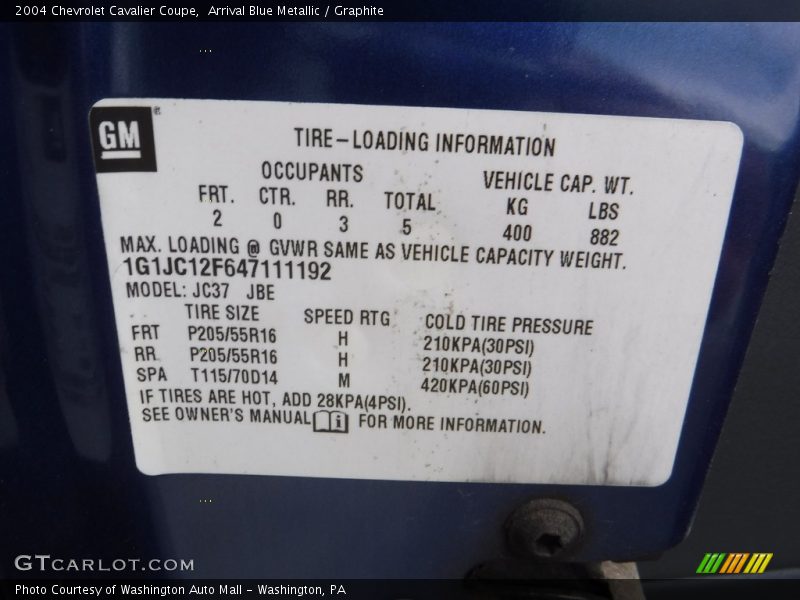 2004 Chevrolet Cavalier Coupe,  Arrival Blue Metallic / Graphite
GM®
TIRE-LOADING INFORMATION
OCCUPANTS VEHICLE CAP. WT.
FRT. CTR. RR. TOTAL KG LBS
2 0 3 5 400 882
MAX. LOADING @ GVWR SAME AS VEHICLE CAPACITY WEIGHT.
1G1JC12F647111192
MODEL: JC37 JBE
TIRE SIZE SPEED RTG COLD TIRE PRESSURE
FRT P205/55R16 H 210KPA(30PSI)
RR P205/55R16 H 210KPA(30PSI)
SPA T115/70D14 M 420KPA(60PSI)
IF TIRES ARE HOT, ADD 28KPA(4PSI).
SEE OWNER'S MANUAL i FOR MORE INFORMATION.
GTCARLOT.COM
Photo Courtesy of Washington Auto Mall - Washington, PA